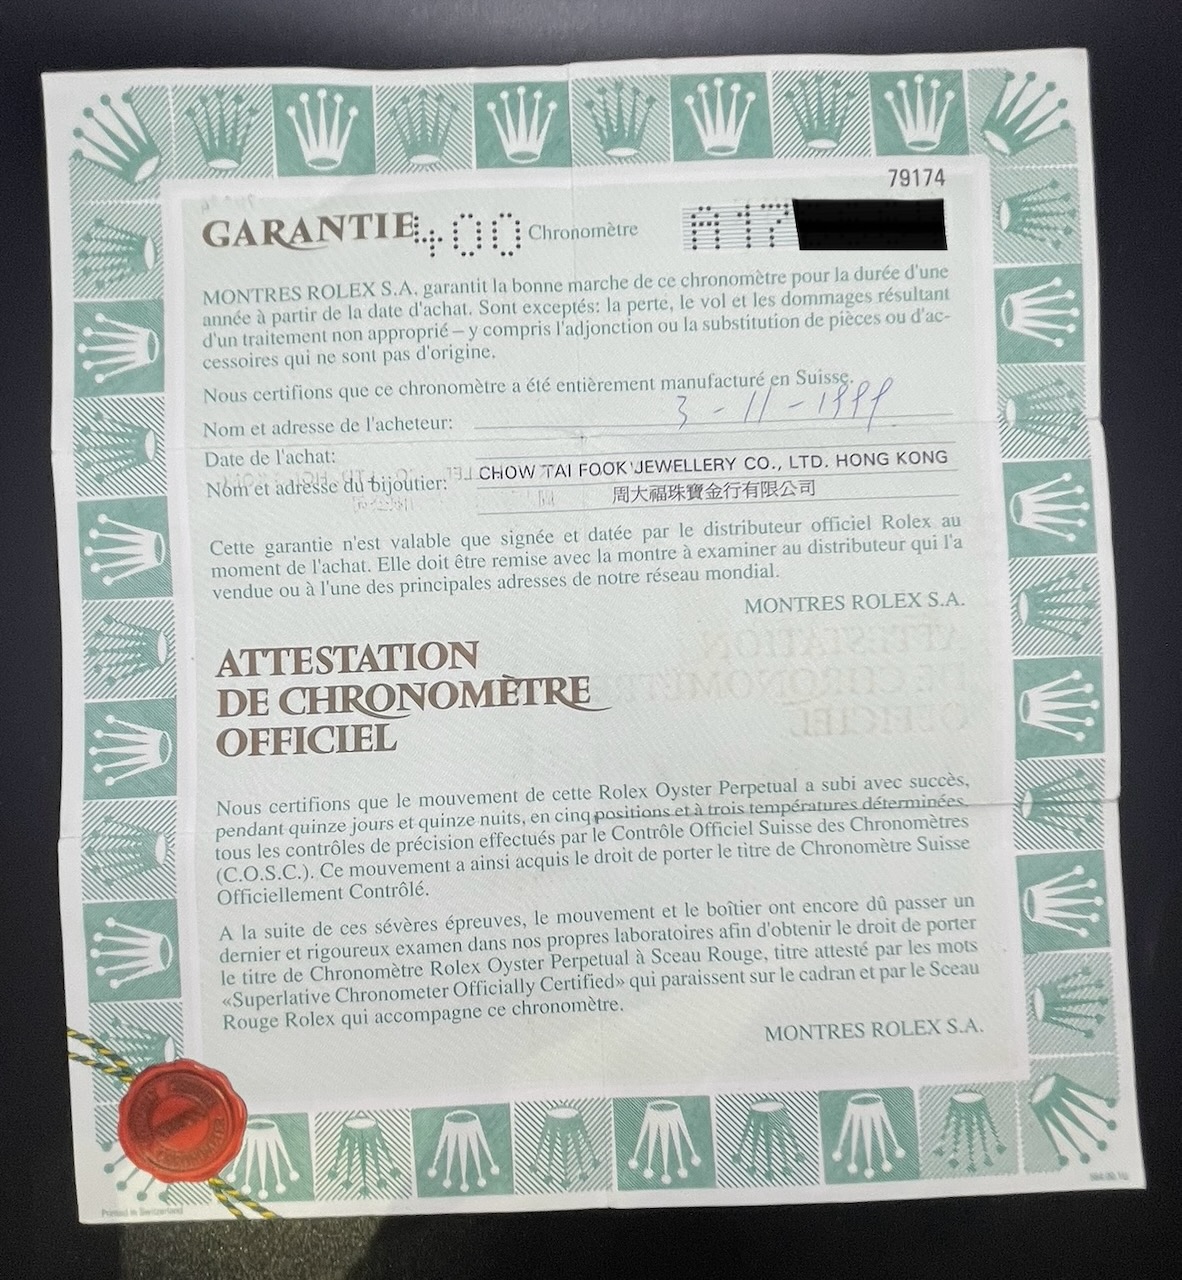 79174
GARANTIE 400 Chronomètre A17
MONTRES ROLEX S.A. garantit la bonne marche de ce chronomètre pour la durée d'une
année à partir de la date d'achat. Sont exceptés: la perte, le vol et les dommages résultant
d'un traitement non approprié – y compris l'adjonction ou la substitution de pièces ou d'ac-
cessoires qui ne sont pas d'origine.
Nous certifions que ce chronomètre a été entièrement manufacturé en Suisse.
3 - 11 - 1999
Nom et adresse de l'acheteur:
Date de l'achat:
Nom et adresse du bijoutier: CHOW TAI FOOK JEWELLERY CO., LTD. HONG KONG
周大福珠寶金行有限公司
Cette garantie n'est valable que signée et datée par le distributeur officiel Rolex au
moment de l'achat. Elle doit être remise avec la montre à examiner au distributeur qui l'a
vendue ou à l'une des principales adresses de notre réseau mondial.
MONTRES ROLEX S.A.
ATTESTATION
DE CHRONOMÈTRE
OFFICIEL
Nous certifions que le mouvement de cette Rolex Oyster Perpetual a subi avec succès,
pendant quinze jours et quinze nuits, en cinq positions et à trois températures déterminées,
tous les contrôles de précision effectués par le Contrôle Officiel Suisse des Chronomètres
(C.O.S.C.). Ce mouvement a ainsi acquis le droit de porter le titre de Chronomètre Suisse
Officiellement Contrôlé.
A la suite de ces sévères épreuves, le mouvement et le boîtier ont encore dû passer un
dernier et rigoureux examen dans nos propres laboratoires afin d'obtenir le droit de porter
le titre de Chronomètre Rolex Oyster Perpetual à Sceau Rouge, titre attesté par les mots
«Superlative Chronometer Officially Certified» qui paraissent sur le cadran et par le Sceau
Rouge Rolex qui accompagne ce chronomètre.
MONTRES ROLEX S.A.
Printed in Switzerland